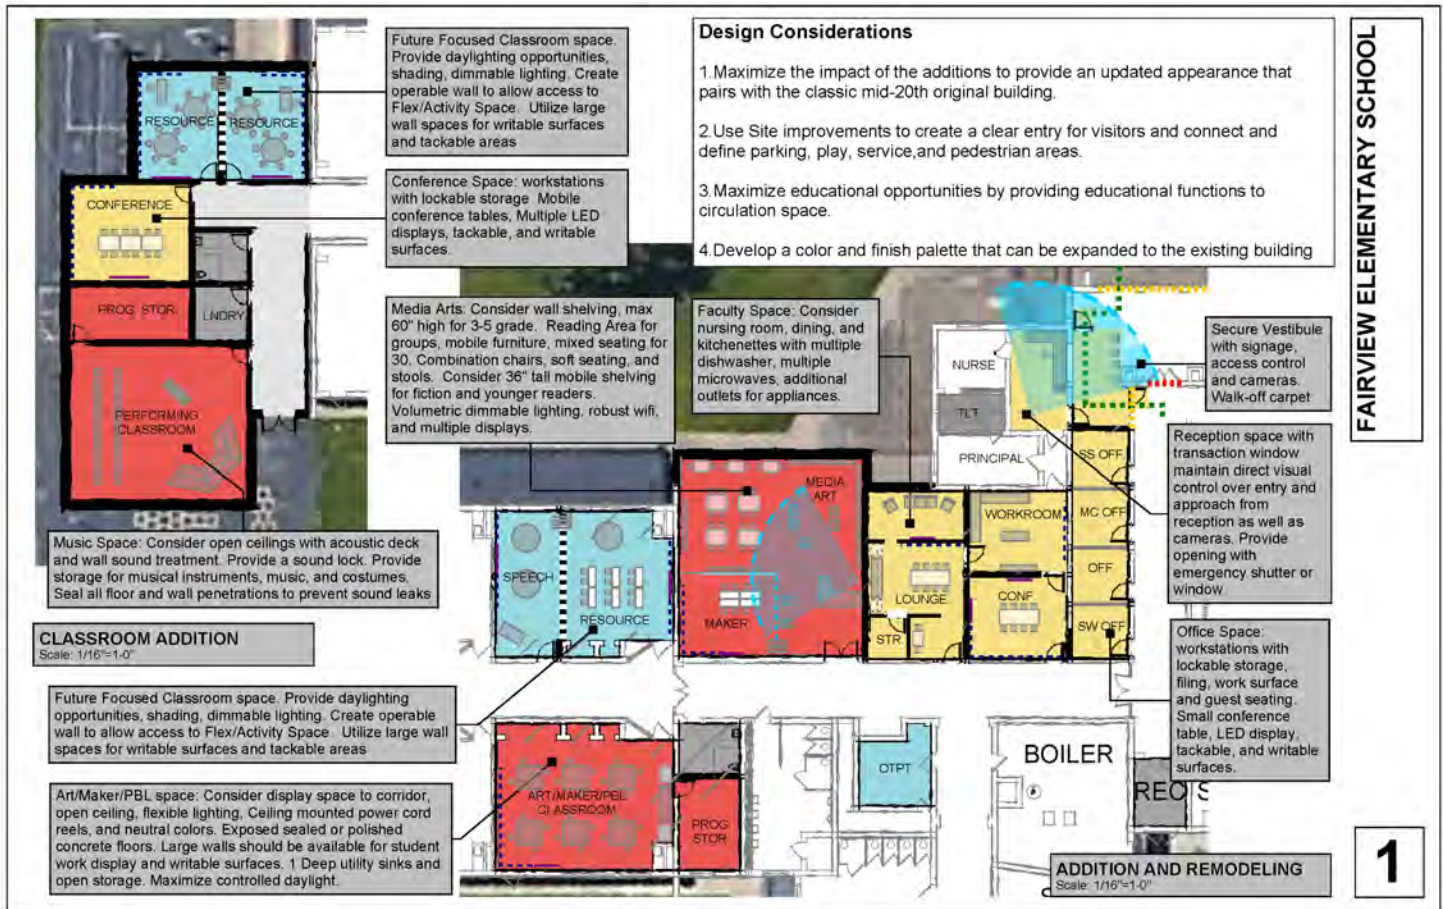 Design Considerations
1.Maximize the impact of the additions to provide an updated appearance that
pairs with the classic mid-20th original building.
2.Use Site improvements to create a clear entry for visitors and connect and
define parking, play, service,and pedestrian areas.
3.Maximize educational opportunities by providing educational functions to
circulation space.
4.Develop a color and finish palette that can be expanded to the existing building
FAIRVIEW ELEMENTARY SCHOOL
Future Focused Classroom space.
Provide daylighting opportunities,
shading, dimmable lighting. Create
operable wall to allow access to
Flex/Activity Space. Utilize large
wall spaces for writable surfaces
and tackable areas
RESOURCE
RESOURCE
Conference Space: workstations
with lockable storage Mobile
conference tables, Multiple LED
displays, tackable, and writable
surfaces.
CONFERENCE
PROG. STOR.
LNDRY
PERFORMING
CLASSROOM
Media Arts: Consider wall shelving, max
60" high for 3-5 grade. Reading Area for
groups, mobile furniture, mixed seating for
30. Combination chairs, soft seating, and
stools. Consider 36" tall mobile shelving
for fiction and younger readers.
Volumetric dimmable lighting, robust wifi,
and multiple displays.
Faculty Space: Consider
nursing room, dining, and
kitchenettes with multiple
dishwasher, multiple
microwaves, additional
outlets for appliances.
Secure Vestibule
with signage,
access control
and cameras.
Walk-off carpet
NURSE
TLT
PRINCIPAL
Reception space with
transaction window
maintain direct visual
control over entry and
approach from
reception as well as
cameras. Provide
opening with
emergency shutter or
window
SS OFF.
MC OFF
OFF
SW OFF
MEDIA
ART
WORKROOM
LOUNGE
CONF.
STR
MAKER
SPEECH
RESOURCE
Music Space: Consider open ceilings with acoustic deck
and wall sound treatment. Provide a sound lock. Provide
storage for musical instruments, music, and costumes.
Seal all floor and wall penetrations to prevent sound leaks
CLASSROOM ADDITION
Scale: 1/16"=1-0"
Office Space:
workstations with
lockable storage,
filing, work surface
and guest seating.
Small conference
table, LED display,
tackable, and writable
surfaces.
Future Focused Classroom space. Provide daylighting
opportunities, shading, dimmable lighting. Create operable
wall to allow access to Flex/Activity Space. Utilize large wall
spaces for writable surfaces and tackable areas
Art/Maker/PBL space: Consider display space to corridor,
open ceiling, flexible lighting, Ceiling mounted power cord
reels, and neutral colors. Exposed sealed or polished
concrete floors. Large walls should be available for student
work display and writable surfaces. 1 Deep utility sinks and
open storage. Maximize controlled daylight.
ART/MAKER/PBL
CLASSROOM
PROG
STOR
OTPT
BOILER
REC S
ADDITION AND REMODELING
Scale: 1/16"=1-0"
1